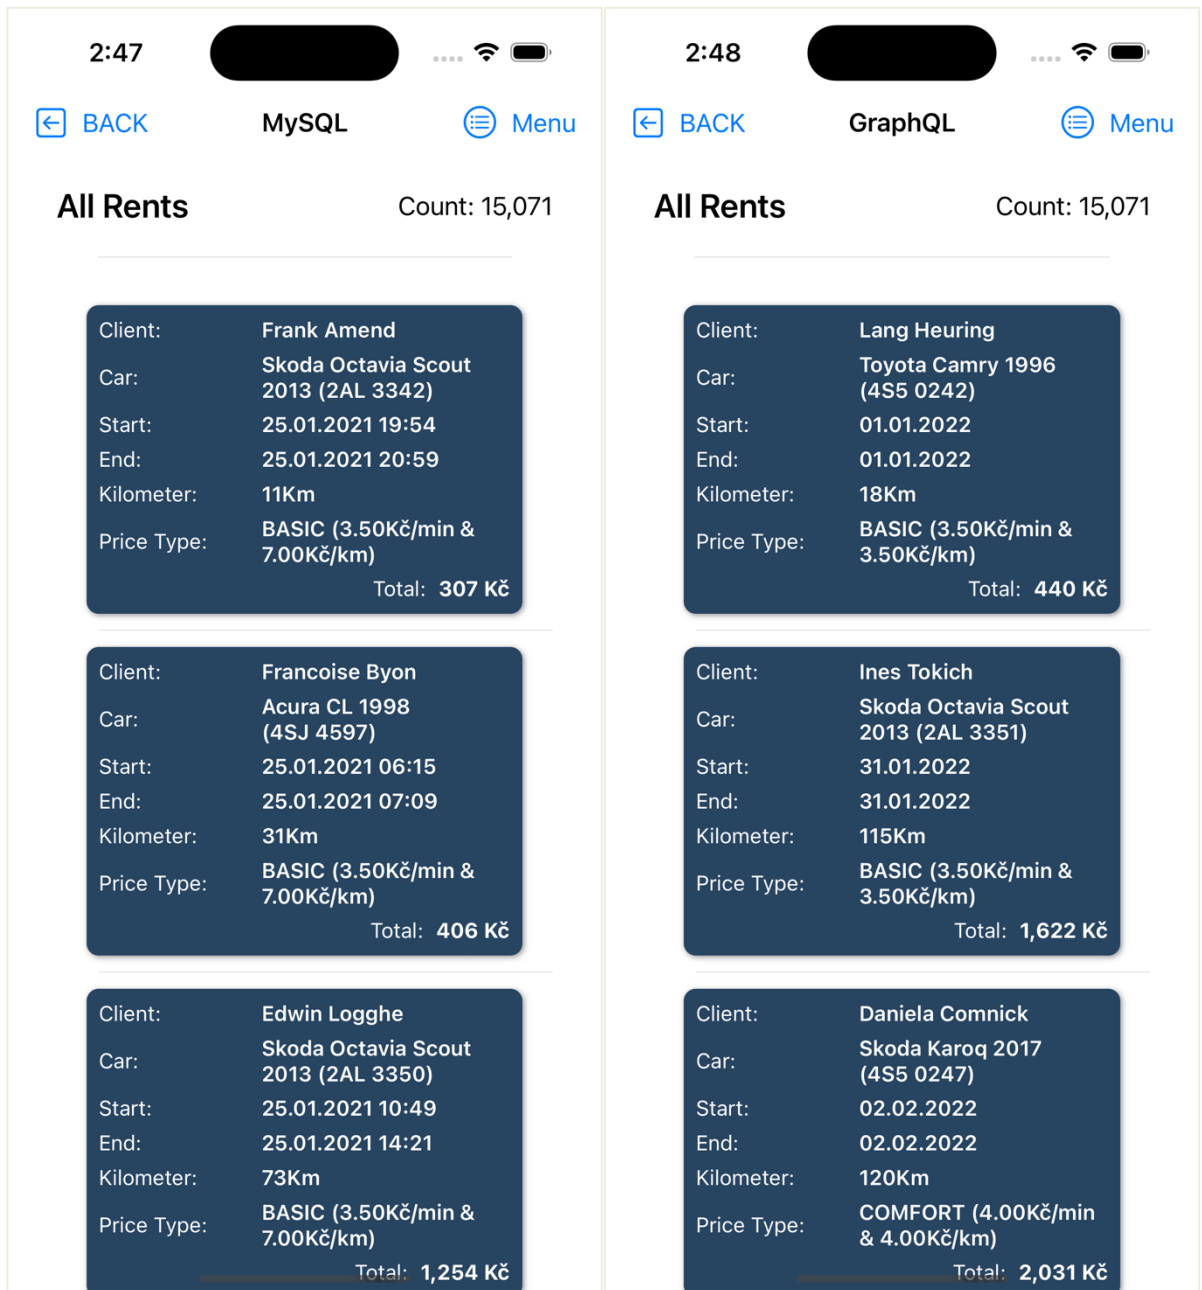 2:47
BACK
MySQL
Menu
All Rents
Count: 15,071
Client:
Frank Amend
Car:
Skoda Octavia Scout
2013 (2AL 3342)
Start:
25.01.2021 19:54
End:
25.01.2021 20:59
Kilometer:
11Km
Price Type:
BASIC (3.50Kč/min &
7.00Kč/km)
Total: 307 Kč
Client:
Francoise Byon
Car:
Acura CL 1998
(4SJ 4597)
Start:
25.01.2021 06:15
End:
25.01.2021 07:09
Kilometer:
31Km
Price Type:
BASIC (3.50Kč/min &
7.00Kč/km)
Total: 406 Kč
Client:
Edwin Logghe
Car:
Skoda Octavia Scout
2013 (2AL 3350)
Start:
25.01.2021 10:49
End:
25.01.2021 14:21
Kilometer:
73Km
Price Type:
BASIC (3.50Kč/min &
7.00Kč/km)
Total: 1,254 Kč
2:48
BACK
GraphQL
Menu
All Rents
Count: 15,071
Client:
Lang Heuring
Car:
Toyota Camry 1996
(4S5 0242)
Start:
01.01.2022
End:
01.01.2022
Kilometer:
18Km
Price Type:
BASIC (3.50Kč/min &
3.50Kč/km)
Total: 440 Kč
Client:
Ines Tokich
Car:
Skoda Octavia Scout
2013 (2AL 3351)
Start:
31.01.2022
End:
31.01.2022
Kilometer:
115Km
Price Type:
BASIC (3.50Kč/min &
3.50Kč/km)
Total: 1,622 Kč
Client:
Daniela Comnick
Car:
Skoda Karoq 2017
(4S5 0247)
Start:
02.02.2022
End:
02.02.2022
Kilometer:
120Km
Price Type:
COMFORT (4.00Kč/min
& 4.00Kč/km)
Total: 2,031 Kč